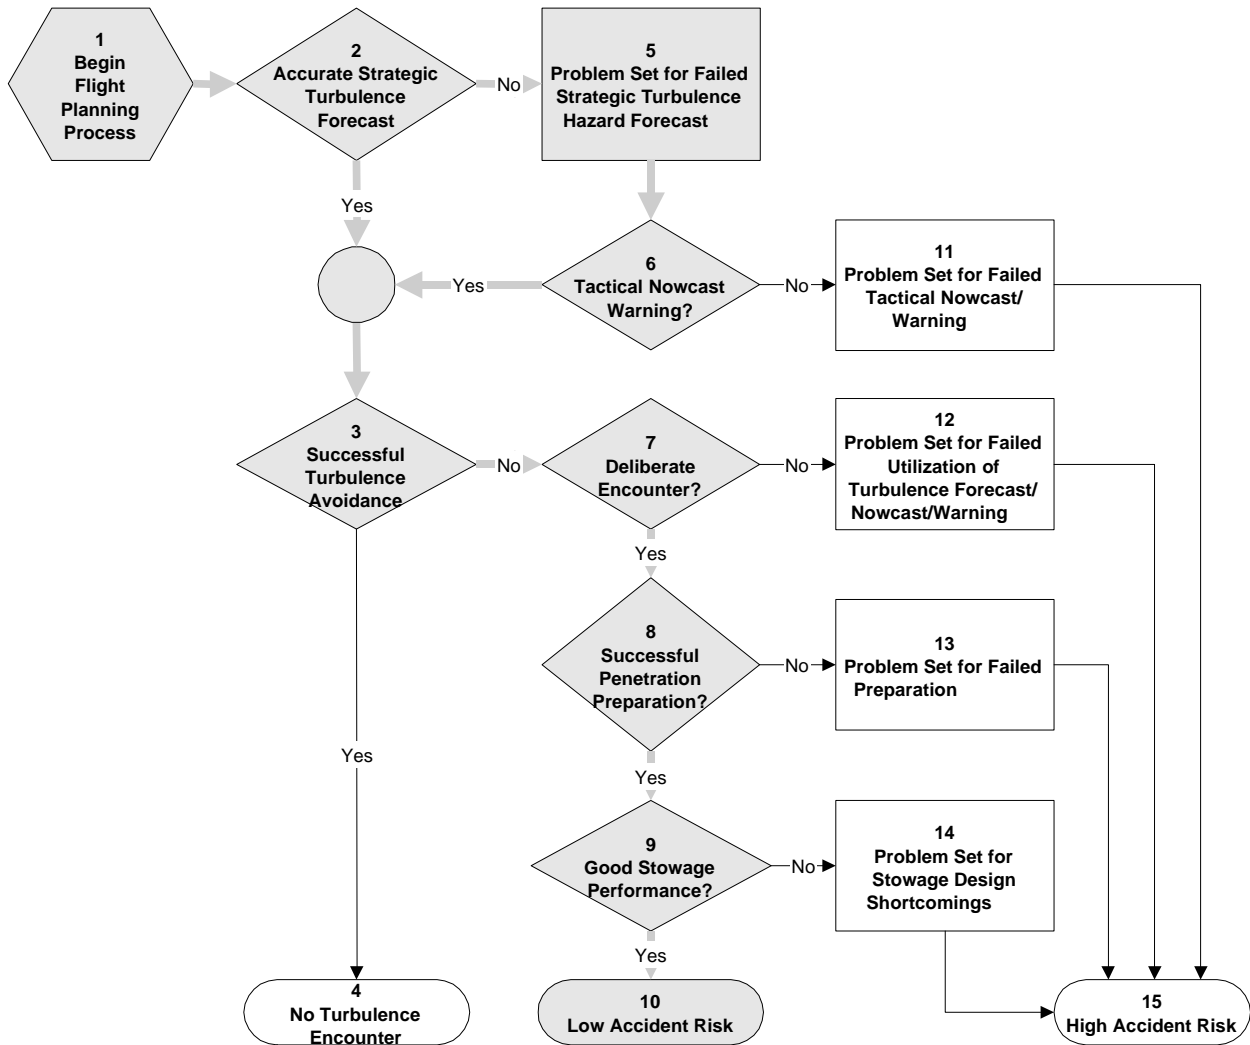 1
Begin
Flight
Planning
Process
2
Accurate Strategic
Turbulence
Forecast
No
5
Problem Set for Failed
Strategic Turbulence
Hazard Forecast
Yes
6
Tactical Nowcast
Warning?
Yes
No
11
Problem Set for Failed
Tactical Nowcast/
Warning
3
Successful
Turbulence
Avoidance
No
7
Deliberate
Encounter?
No
12
Problem Set for Failed
Utilization of
Turbulence Forecast/
Nowcast/Warning
Yes
8
Successful
Penetration
Preparation?
No
13
Problem Set for Failed
Preparation
Yes
Yes
9
Good Stowage
Performance?
No
14
Problem Set for
Stowage Design
Shortcomings
Yes
4
No Turbulence
Encounter
10
Low Accident Risk
15
High Accident Risk